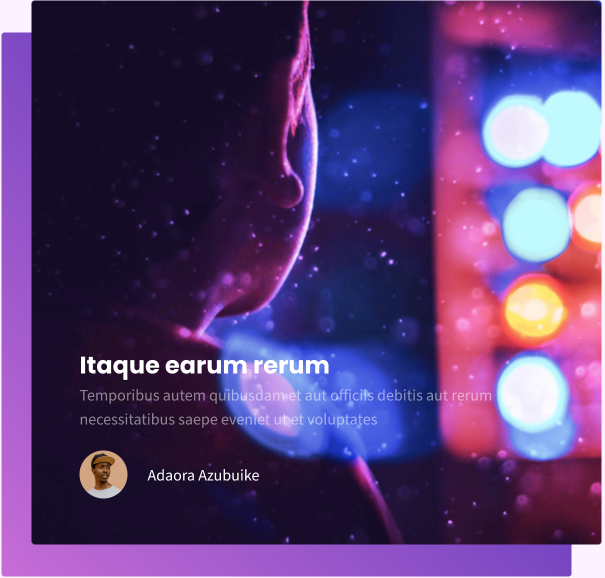 Itaque earum rerum
Temporibus autem quibusdam et aut officiis debitis aut rerum
necessitatibus saepe eveniet ut et voluptates
Adaora Azubuike